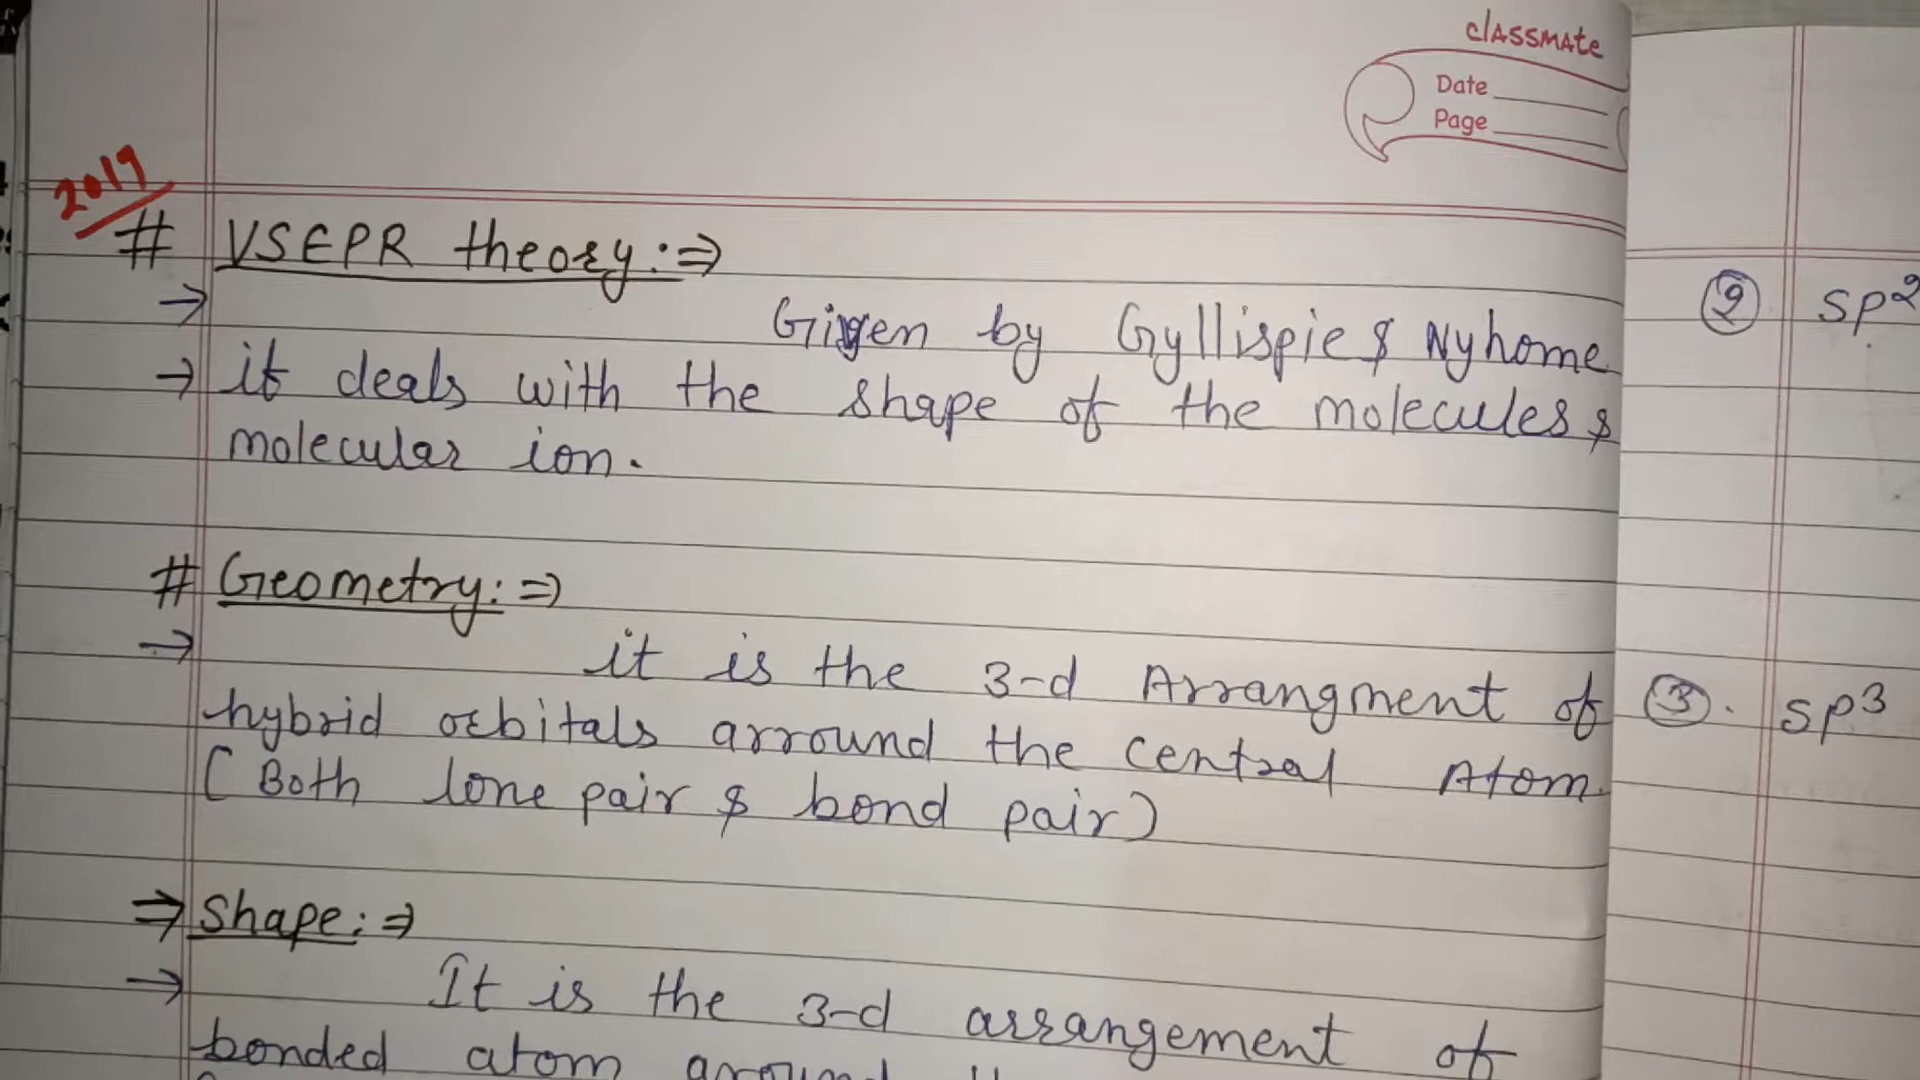 classmate
Date
Page
2019
# VSEPR theory :⇒
→ Given by Gyllispie & Nyhome
→ it deals with the shape of the molecules &
molecular ion.
# Geometry :⇒
→ it is the 3-d Arrangment of
hybrid orbitals arround the central Atom.
( Both lone pair & bond pair )
⇒ Shape :⇒
→ It is the 3-d arrangement of
bonded atom around
② SP²
③. SP³